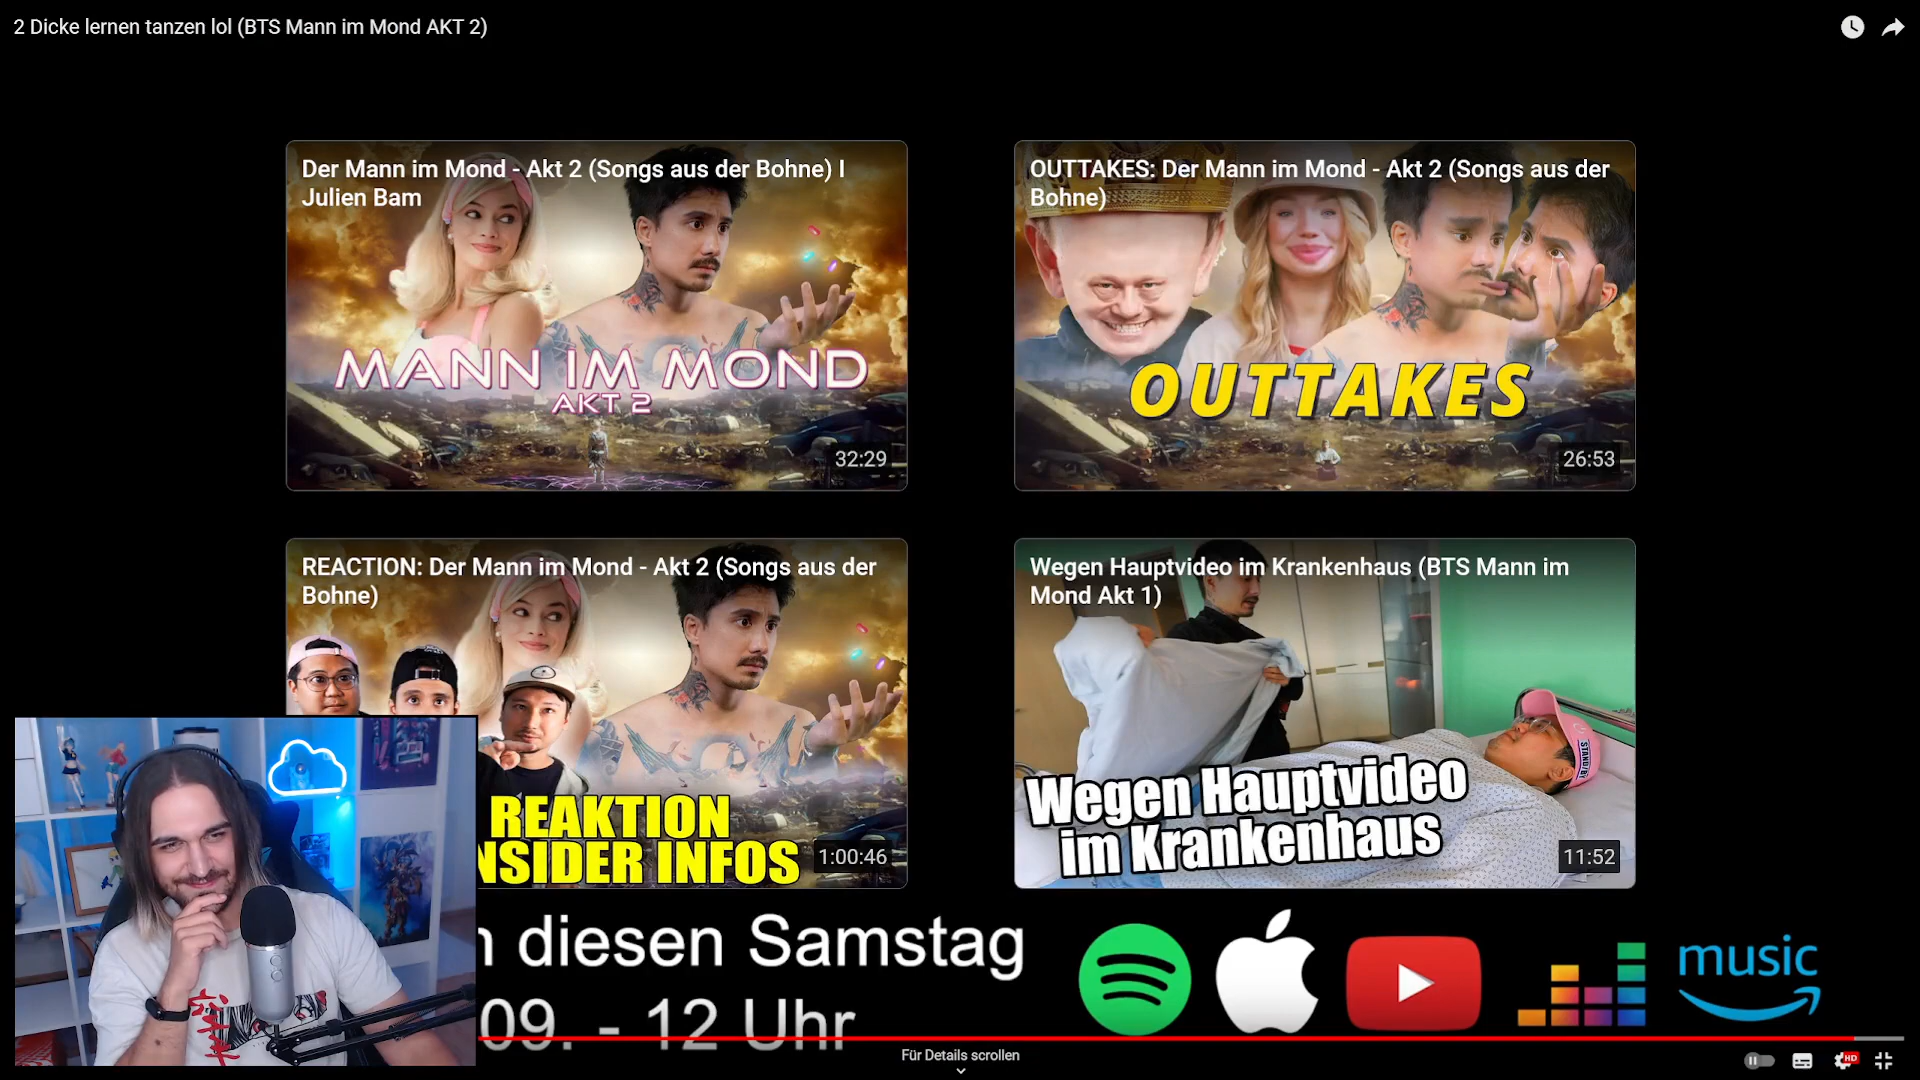 2 Dicke lernen tanzen lol (BTS Mann im Mond AKT 2)
Der Mann im Mond - Akt 2 (Songs aus der Bohne) I
Julien Bam
MANN IM MOND
AKT 2
32:29
OUTTAKES: Der Mann im Mond - Akt 2 (Songs aus der
Bohne)
OUTTAKES
26:53
REACTION: Der Mann im Mond - Akt 2 (Songs aus der
Bohne)
REAKTION
NSIDER INFOS
1:00:46
Wegen Hauptvideo im Krankenhaus (BTS Mann im
Mond Akt 1)
STAND/BY
Wegen Hauptvideo
im Krankenhaus
11:52
n diesen Samstag
09. - 12 Uhr
music
Für Details scrollen
HD